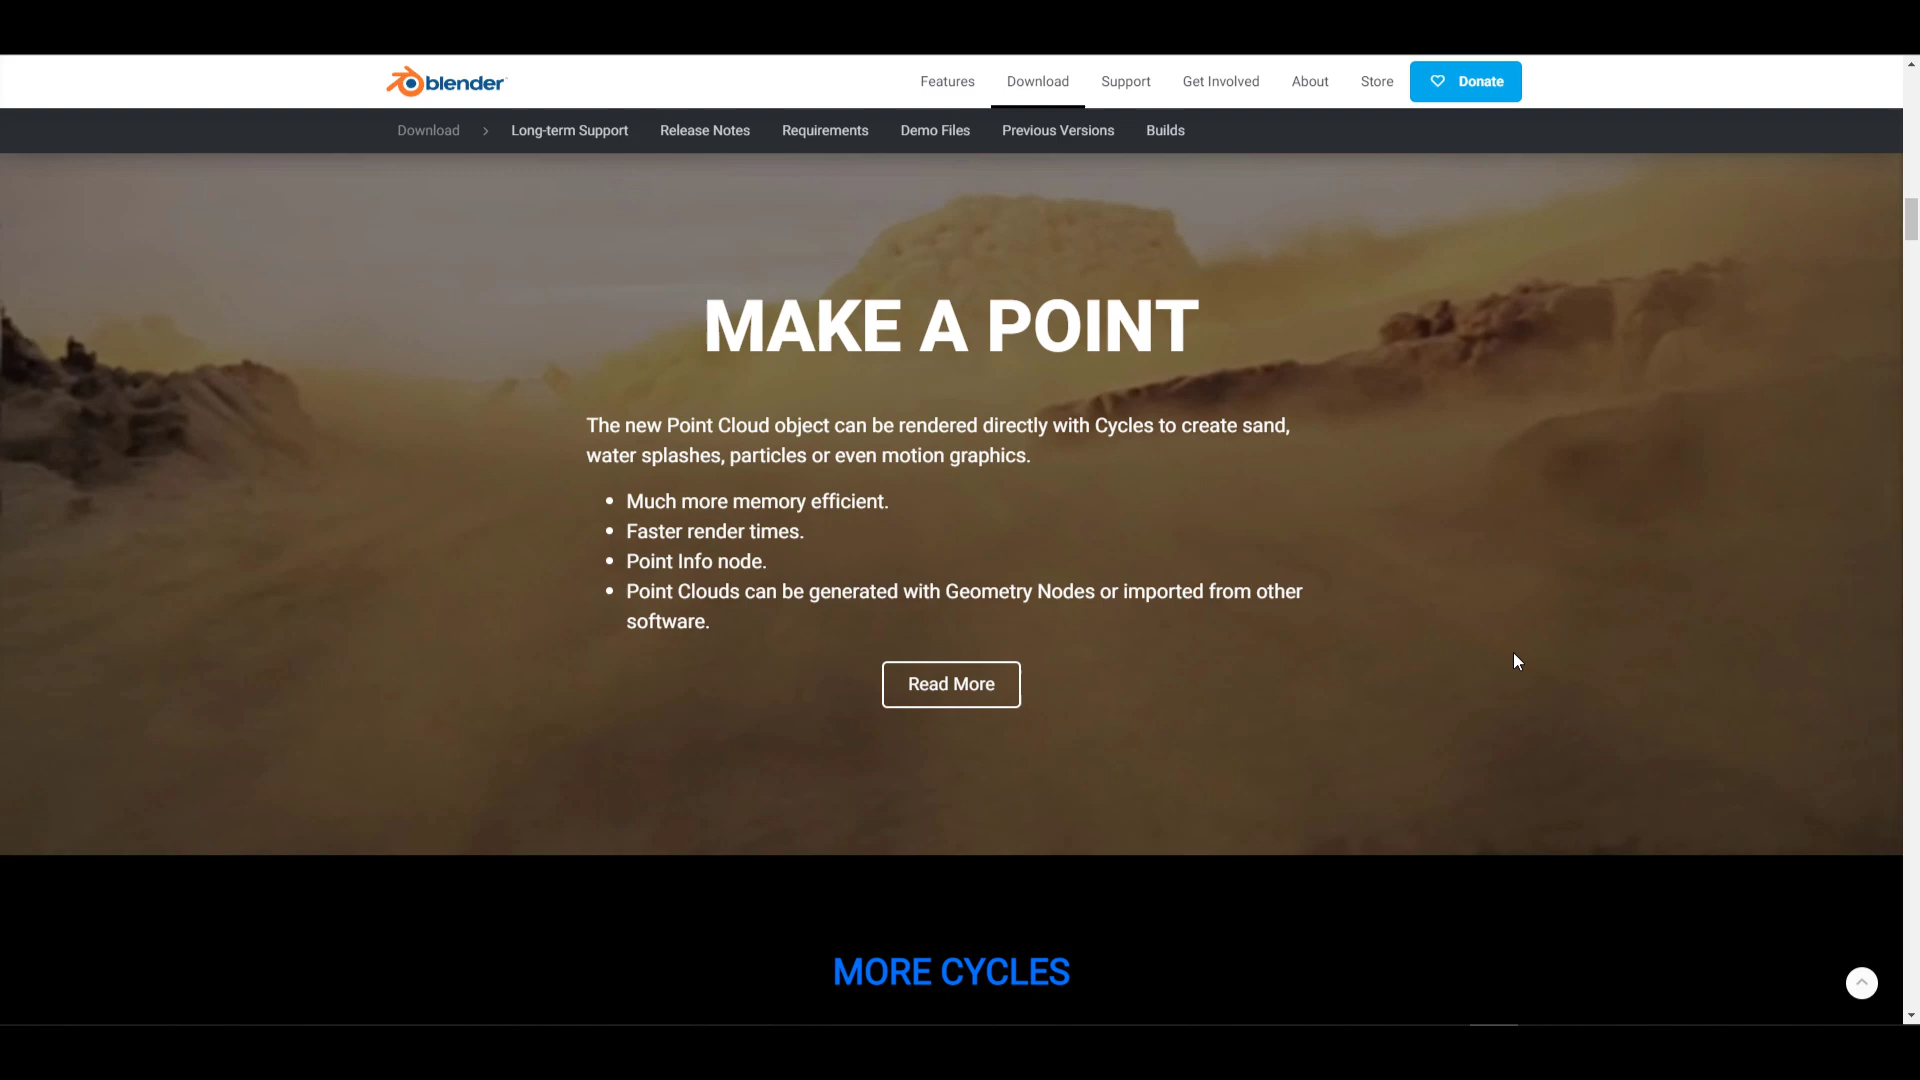 blender
Features Download Support Get Involved About Store Donate
Download > Long-term Support Release Notes Requirements Demo Files Previous Versions Builds
MAKE A POINT
The new Point Cloud object can be rendered directly with Cycles to create sand,
water splashes, particles or even motion graphics.
• Much more memory efficient.
• Faster render times.
• Point Info node.
• Point Clouds can be generated with Geometry Nodes or imported from other
software.
Read More
MORE CYCLES